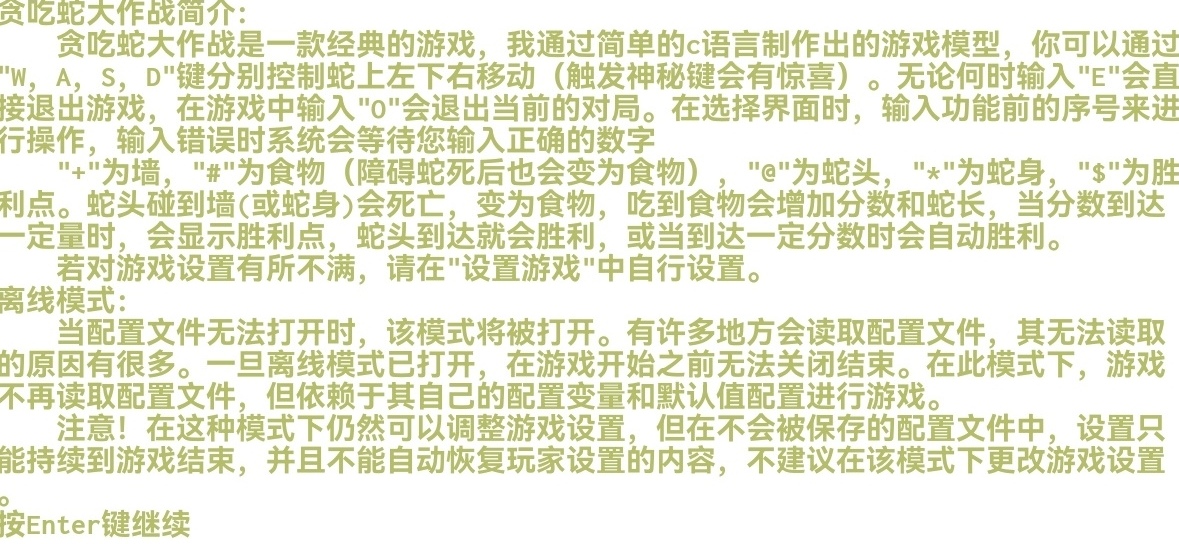 贪吃蛇大作战简介:
贪吃蛇大作战是一款经典的游戏，我通过简单的c语言制作出的游戏模型，你可以通过
"W, A, S, D"键分别控制蛇上左下右移动（触发神秘键会有惊喜）。无论何时输入"E"会直
接退出游戏，在游戏中输入"O"会退出当前的对局。在选择界面时，输入功能前的序号来进
行操作，输入错误时系统会等待您输入正确的数字
"+"为墙，"#"为食物（障碍蛇死后也会变为食物），"@"为蛇头，"*"为蛇身，"$"为胜
利点。蛇头碰到墙(或蛇身)会死亡，变为食物，吃到食物会增加分数和蛇长，当分数到达
一定量时，会显示胜利点，蛇头到达就会胜利，或当到达一定分数时会自动胜利。
若对游戏设置有所不满，请在"设置游戏"中自行设置。
离线模式:
当配置文件无法打开时，该模式将被打开。有许多地方会读取配置文件，其无法读取
的原因有很多。一旦离线模式已打开，在游戏开始之前无法关闭结束。在此模式下，游戏
不再读取配置文件，但依赖于其自己的配置变量和默认值配置进行游戏。
注意！在这种模式下仍然可以调整游戏设置，但在不会被保存的配置文件中，设置只
能持续到游戏结束，并且不能自动恢复玩家设置的内容，不建议在该模式下更改游戏设置
。
按Enter键继续